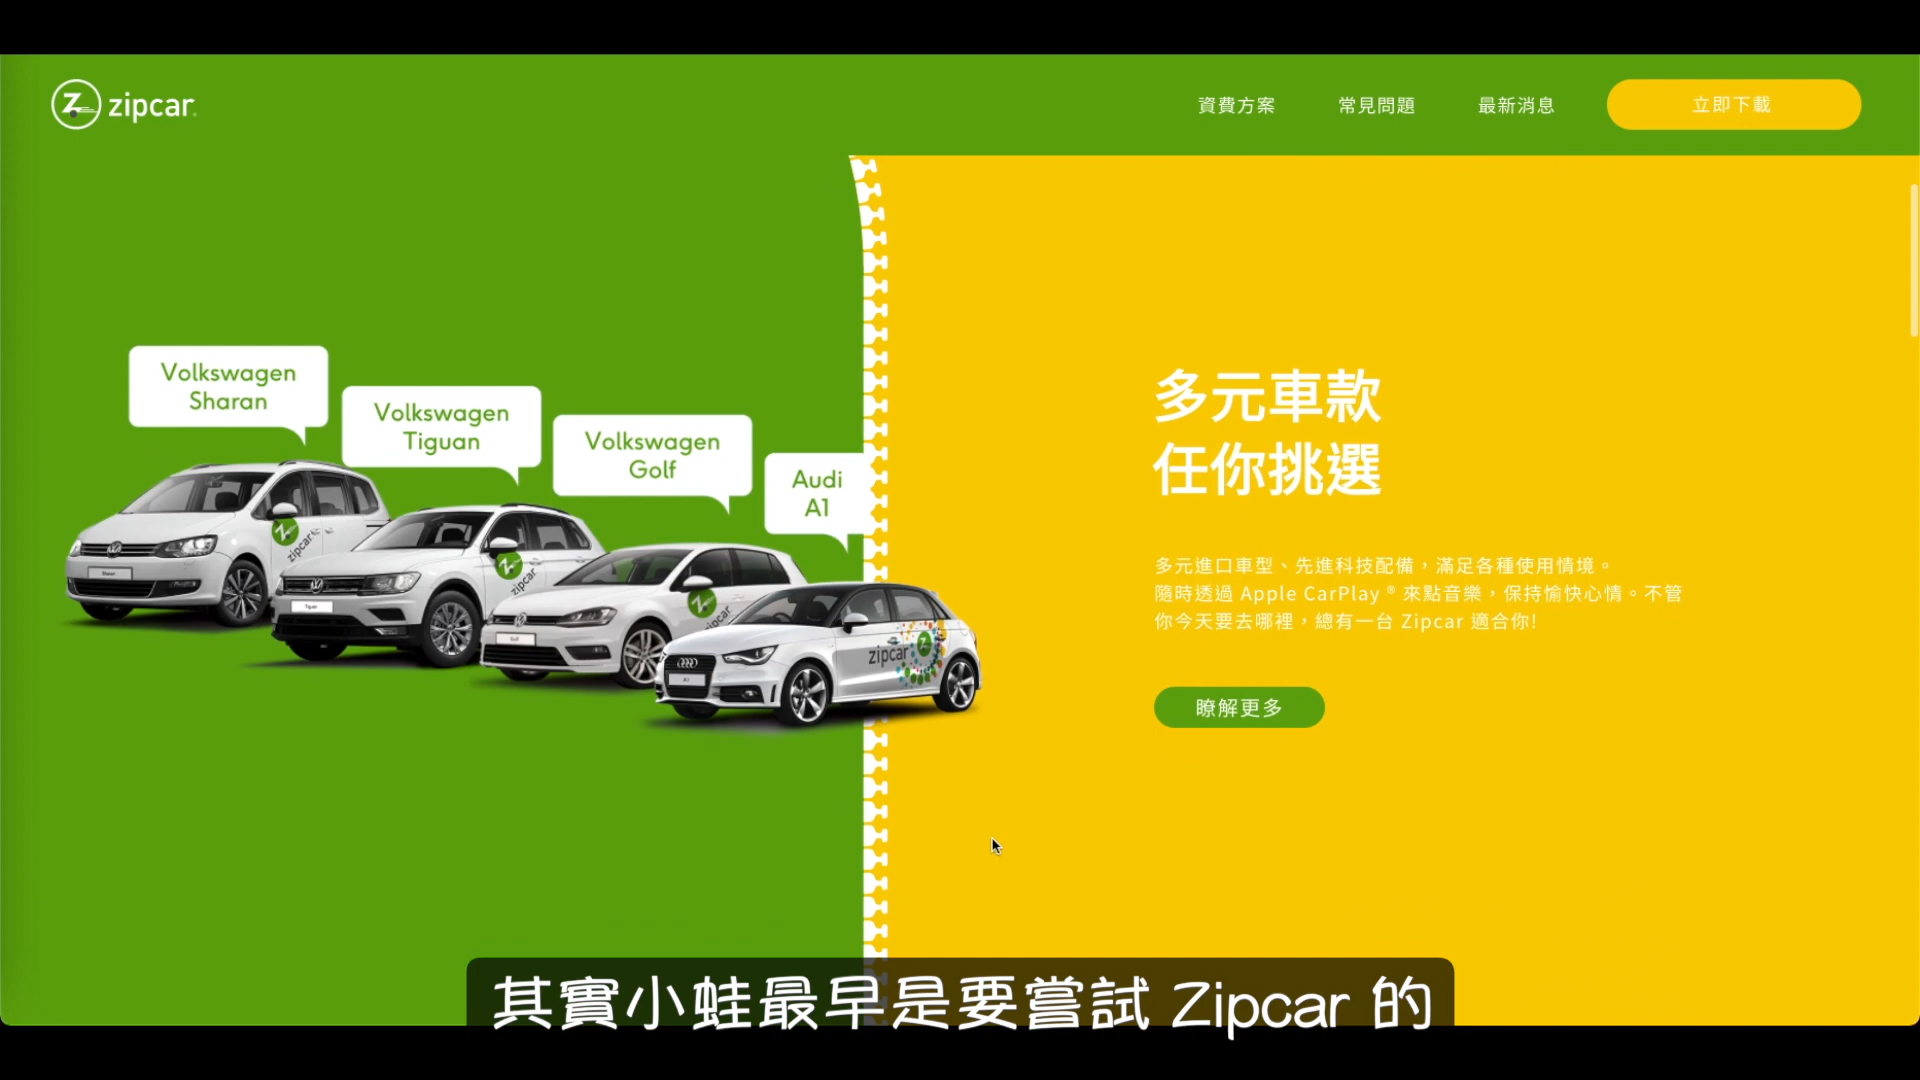 zipcar
資費方案
常見問題
最新消息
立即下載
Volkswagen
Sharan
Volkswagen
Tiguan
Volkswagen
Golf
Audi
A1
zipcar
zipcar
zipcar
zipcar
多元車款
任你挑選
多元進口車型、先進科技配備，滿足各種使用情境。
隨時透過 Apple CarPlay ® 來點音樂，保持愉快心情。不管
你今天要去哪裡，總有一台 Zipcar 適合你!
瞭解更多
其實小蛙最早是要嘗試 Zipcar 的